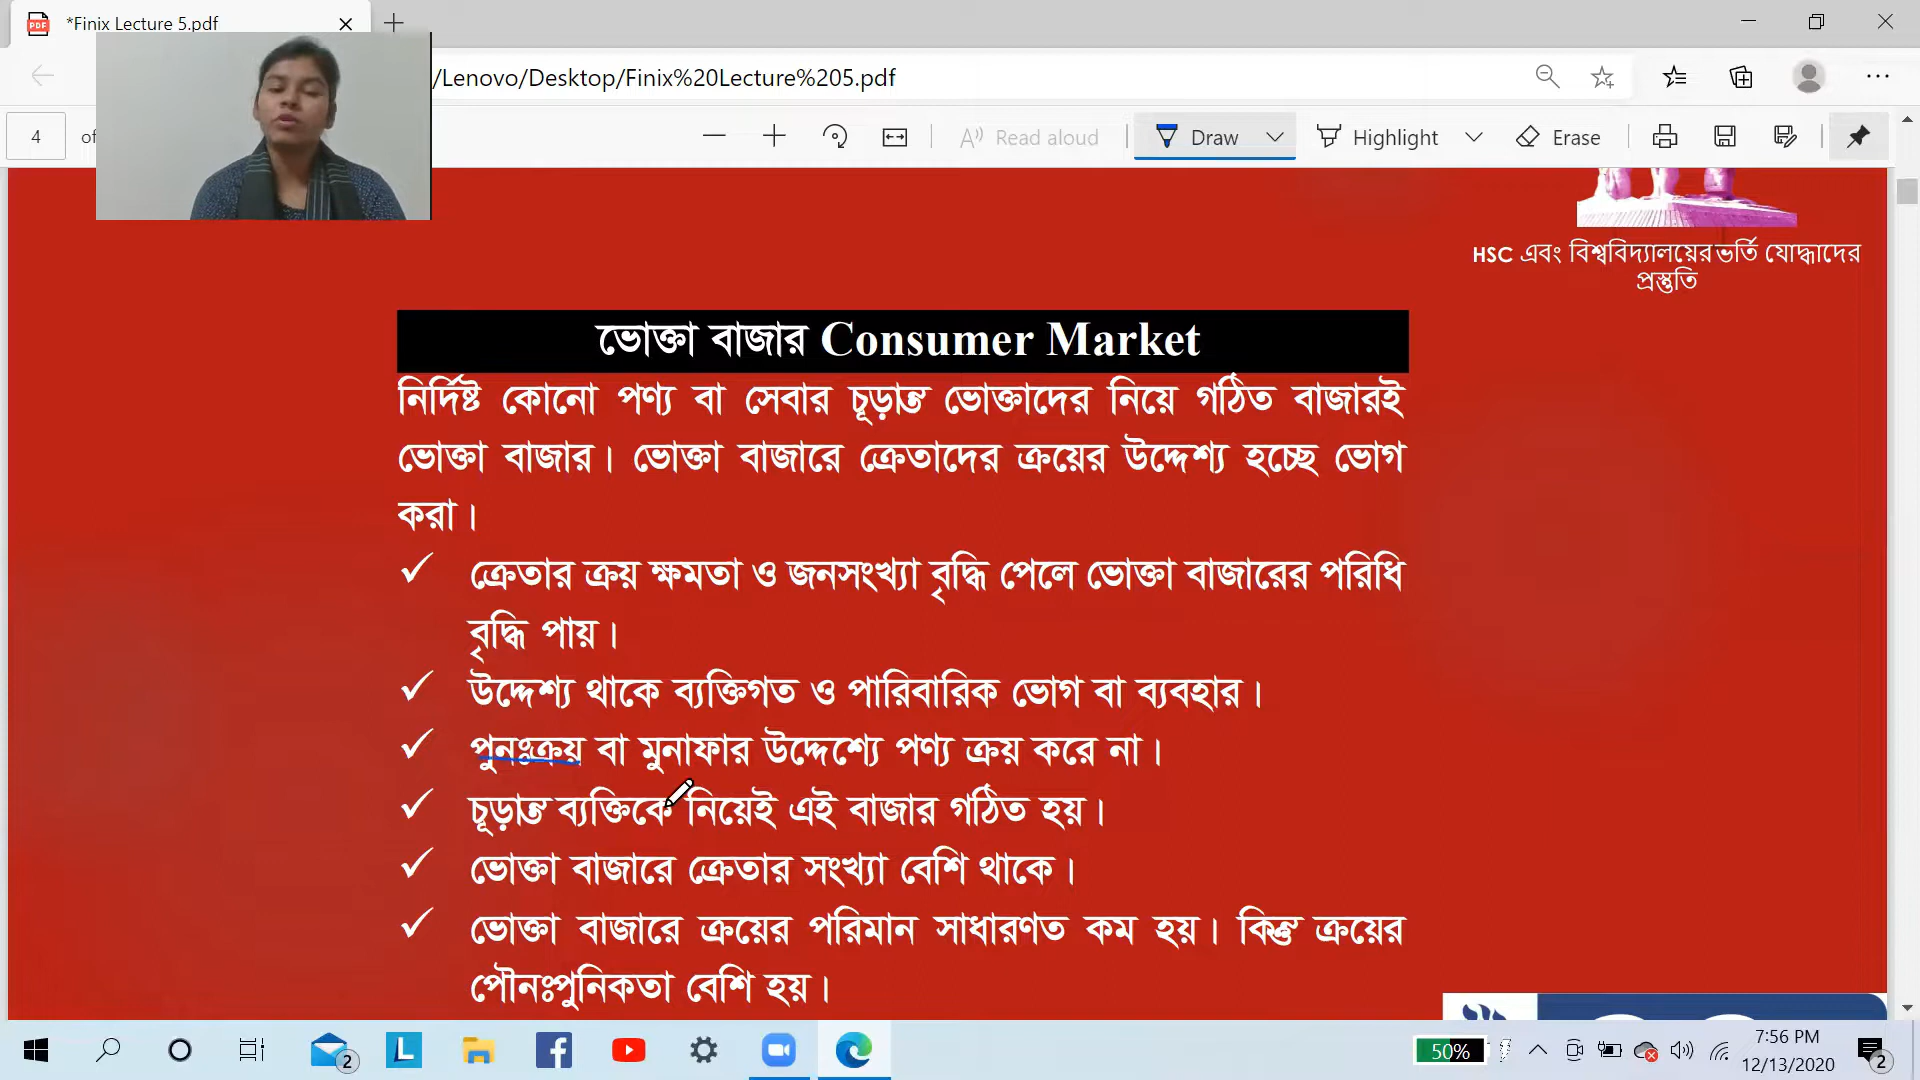 *Finix Lecture 5.pdf
/Lenovo/Desktop/Finix%20Lecture%205.pdf
4 of Read aloud Draw Highlight Erase
HSC এবং বিশ্ববিদ্যালয়ের ভর্তি যোদ্ধাদের
প্রস্তুতি
ভোক্তা বাজার Consumer Market
নির্দিষ্ট কোনো পণ্য বা সেবার চূড়ান্ত ভোক্তাদের নিয়ে গঠিত বাজারই
ভোক্তা বাজার। ভোক্তা বাজারে ক্রেতাদের ক্রয়ের উদ্দেশ্য হচ্ছে ভোগ
করা।
✓ ক্রেতার ক্রয় ক্ষমতা ও জনসংখ্যা বৃদ্ধি পেলে ভোক্তা বাজারের পরিধি
বৃদ্ধি পায়।
✓ উদ্দেশ্য থাকে ব্যক্তিগত ও পারিবারিক ভোগ বা ব্যবহার।
✓ পুনঃক্রয় বা মুনাফার উদ্দেশ্যে পণ্য ক্রয় করে না।
✓ চূড়ান্ত ব্যক্তিকে নিয়েই এই বাজার গঠিত হয়।
✓ ভোক্তা বাজারে ক্রেতার সংখ্যা বেশি থাকে।
✓ ভোক্তা বাজারে ক্রয়ের পরিমান সাধারণত কম হয়। কিন্তু ক্রয়ের
পৌনঃপুনিকতা বেশি হয়।
2 L 50% 7:56 PM
12/13/2020 2